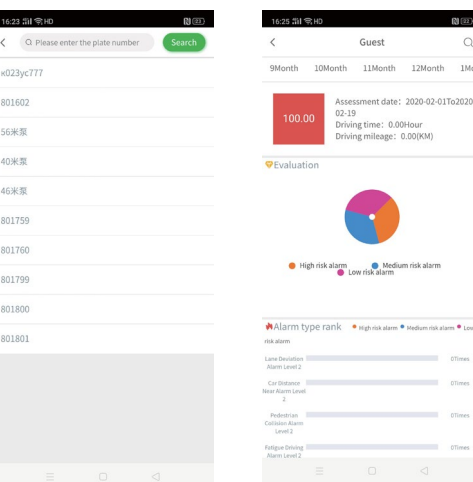 16:23 HD
Please enter the plate number
Search
к023ус777
801602
56米泵
40米泵
46米泵
801759
801760
801799
801800
801801
16:25 HD
Guest
9Month 10Month 11Month 12Month
100.00
Assessment date: 2020-02-01To2020
02-19
Driving time: 0.00Hour
Driving mileage: 0.00(KM)
Evaluation
High risk alarm Medium risk alarm
Low risk alarm
Alarm type rank High risk alarm Medium risk alarm Low
risk alarm
Lane Deviation
Alarm Level 2
0Times
Car Distance
Near Alarm Level
2
0Times
Pedestrian
Collision Alarm
Level 2
0Times
Fatigue Driving
Alarm Level 2
0Times